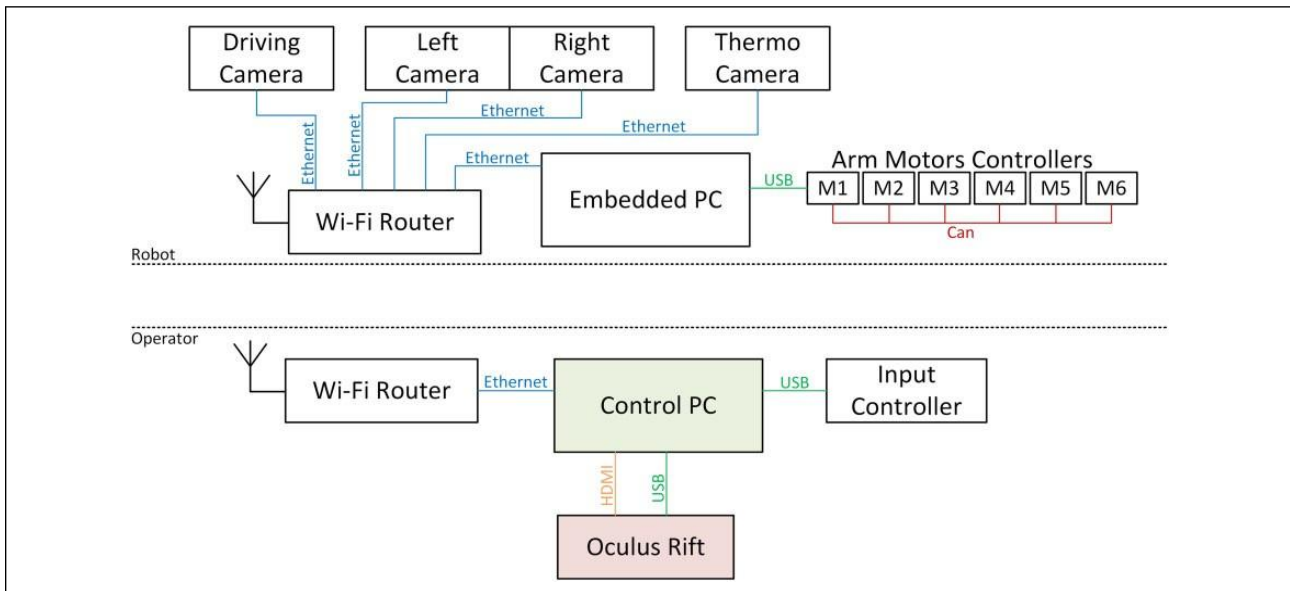 Driving
Camera
Left
Camera
Right
Camera
Thermo
Camera
Ethernet
Ethernet
Ethernet
Ethernet
Ethernet
Wi-Fi Router
Embedded PC
USB
Arm Motors Controllers
M1 M2 M3 M4 M5 M6
Can
Robot
Operator
Wi-Fi Router
Ethernet
Control PC
USB
Input
Controller
HDMI
USB
Oculus Rift